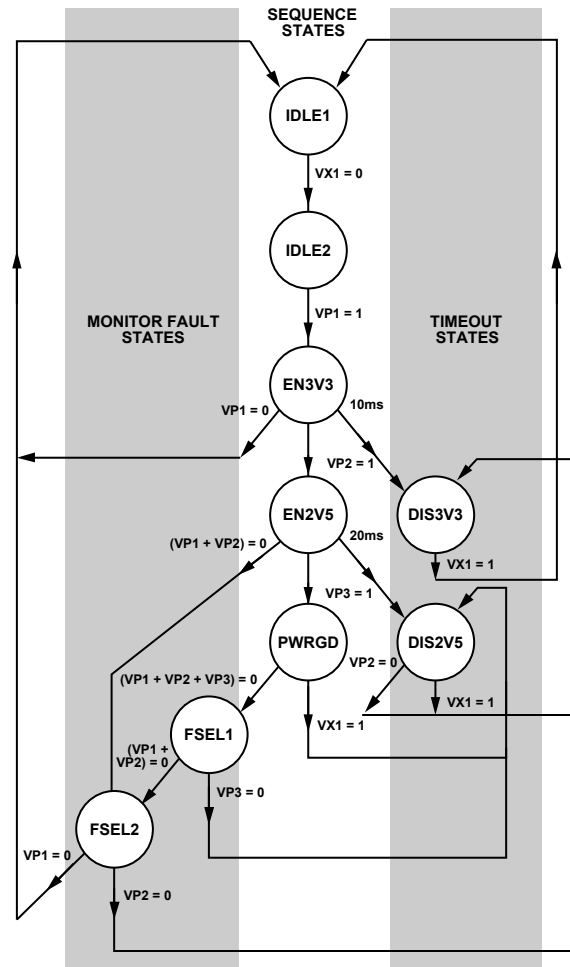 SEQUENCE
STATES
IDLE1
VX1 = 0
IDLE2
VP1 = 1
MONITOR FAULT
STATES
TIMEOUT
STATES
EN3V3
VP1 = 0
10ms
VP2 = 1
EN2V5
DIS3V3
(VP1 + VP2) = 0
20ms
VX1 = 1
VP3 = 1
PWRGD
DIS2V5
VP2 = 0
(VP1 + VP2 + VP3) = 0
VX1 = 1
VX1 = 1
FSEL1
(VP1 +
VP2) = 0
VP3 = 0
FSEL2
VP1 = 0
VP2 = 0